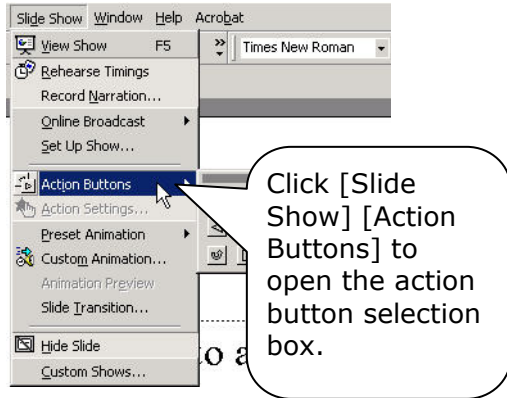 Slide Show Window Help Acrobat
View Show F5
Times New Roman
Rehearse Timings
Record Narration...
Online Broadcast
Set Up Show...
Action Buttons
Action Settings...
Preset Animation
Custom Animation...
Animation Preview
Slide Transition...
Hide Slide
Custom Shows...
Click [Slide
Show] [Action
Buttons] to
open the action
button selection
box.